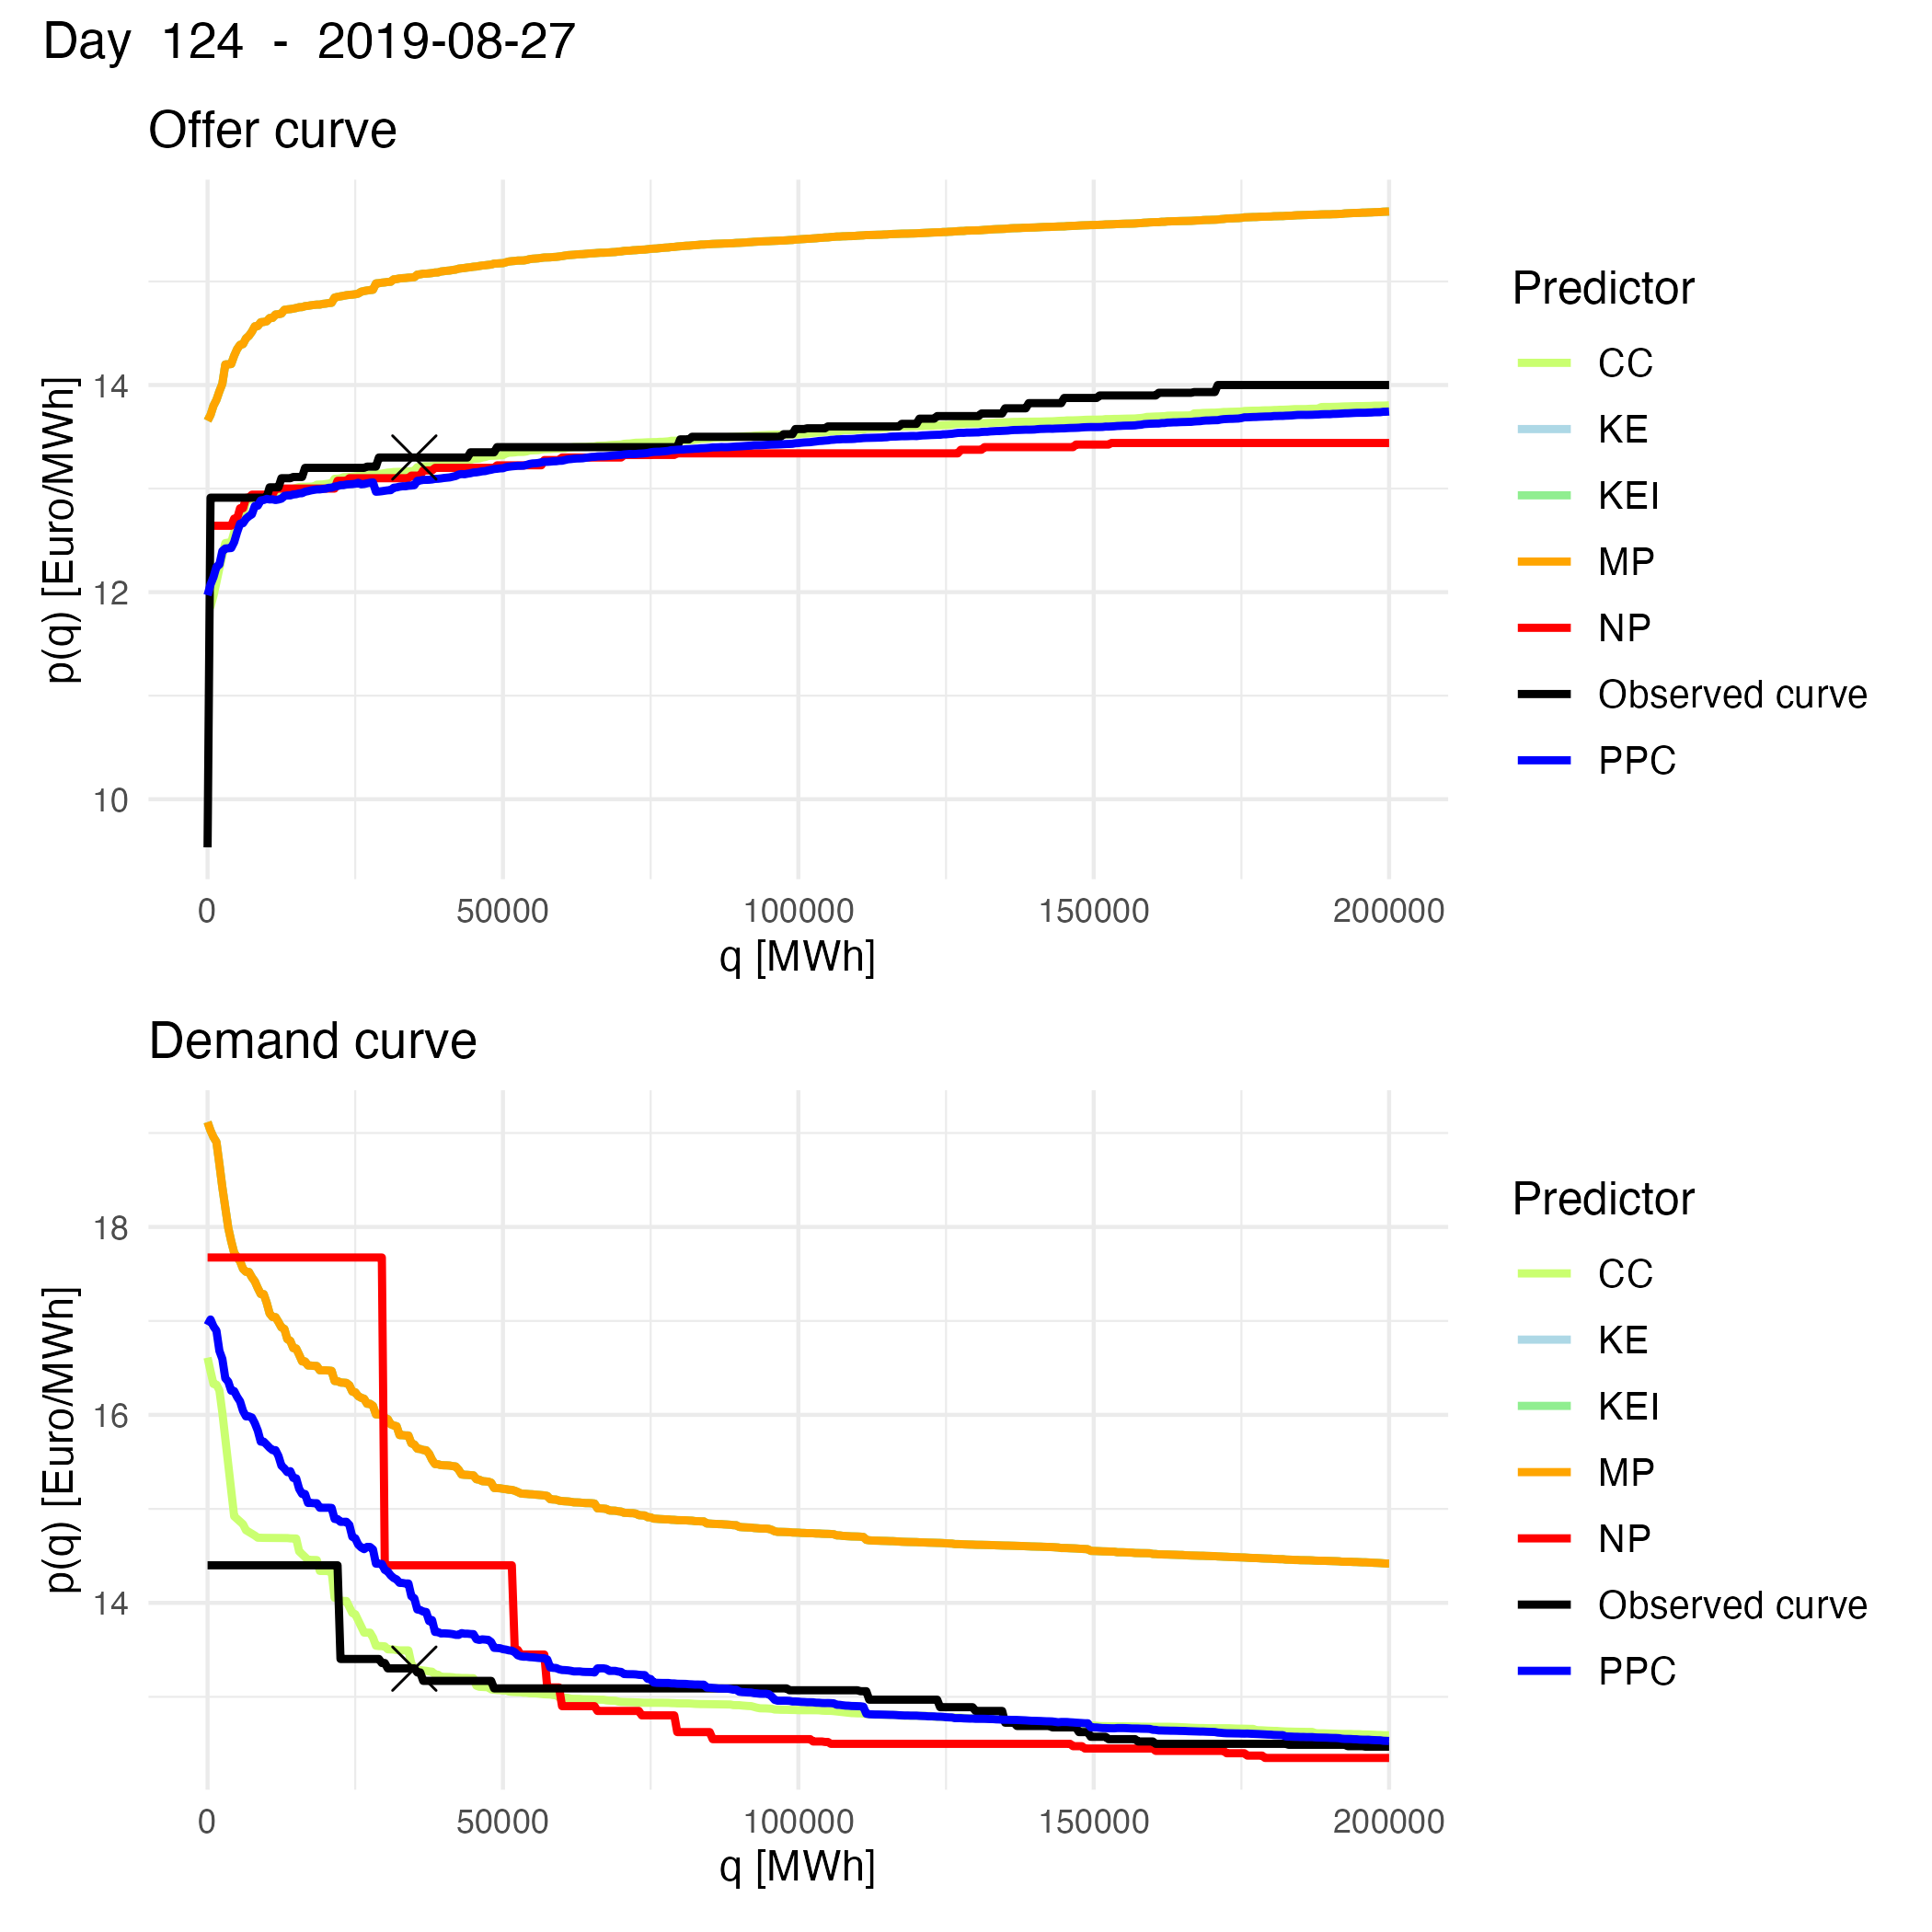 Day 124 - 2019-08-27
Offer curve
p(q) [Euro/MWh]
14
12
10
0 50000 100000 150000 200000
q [MWh]
Predictor
CC
KE
KEI
MP
NP
Observed curve
PPC
Demand curve
p(q) [Euro/MWh]
18
16
14
0 50000 100000 150000 200000
q [MWh]
Predictor
CC
KE
KEI
MP
NP
Observed curve
PPC